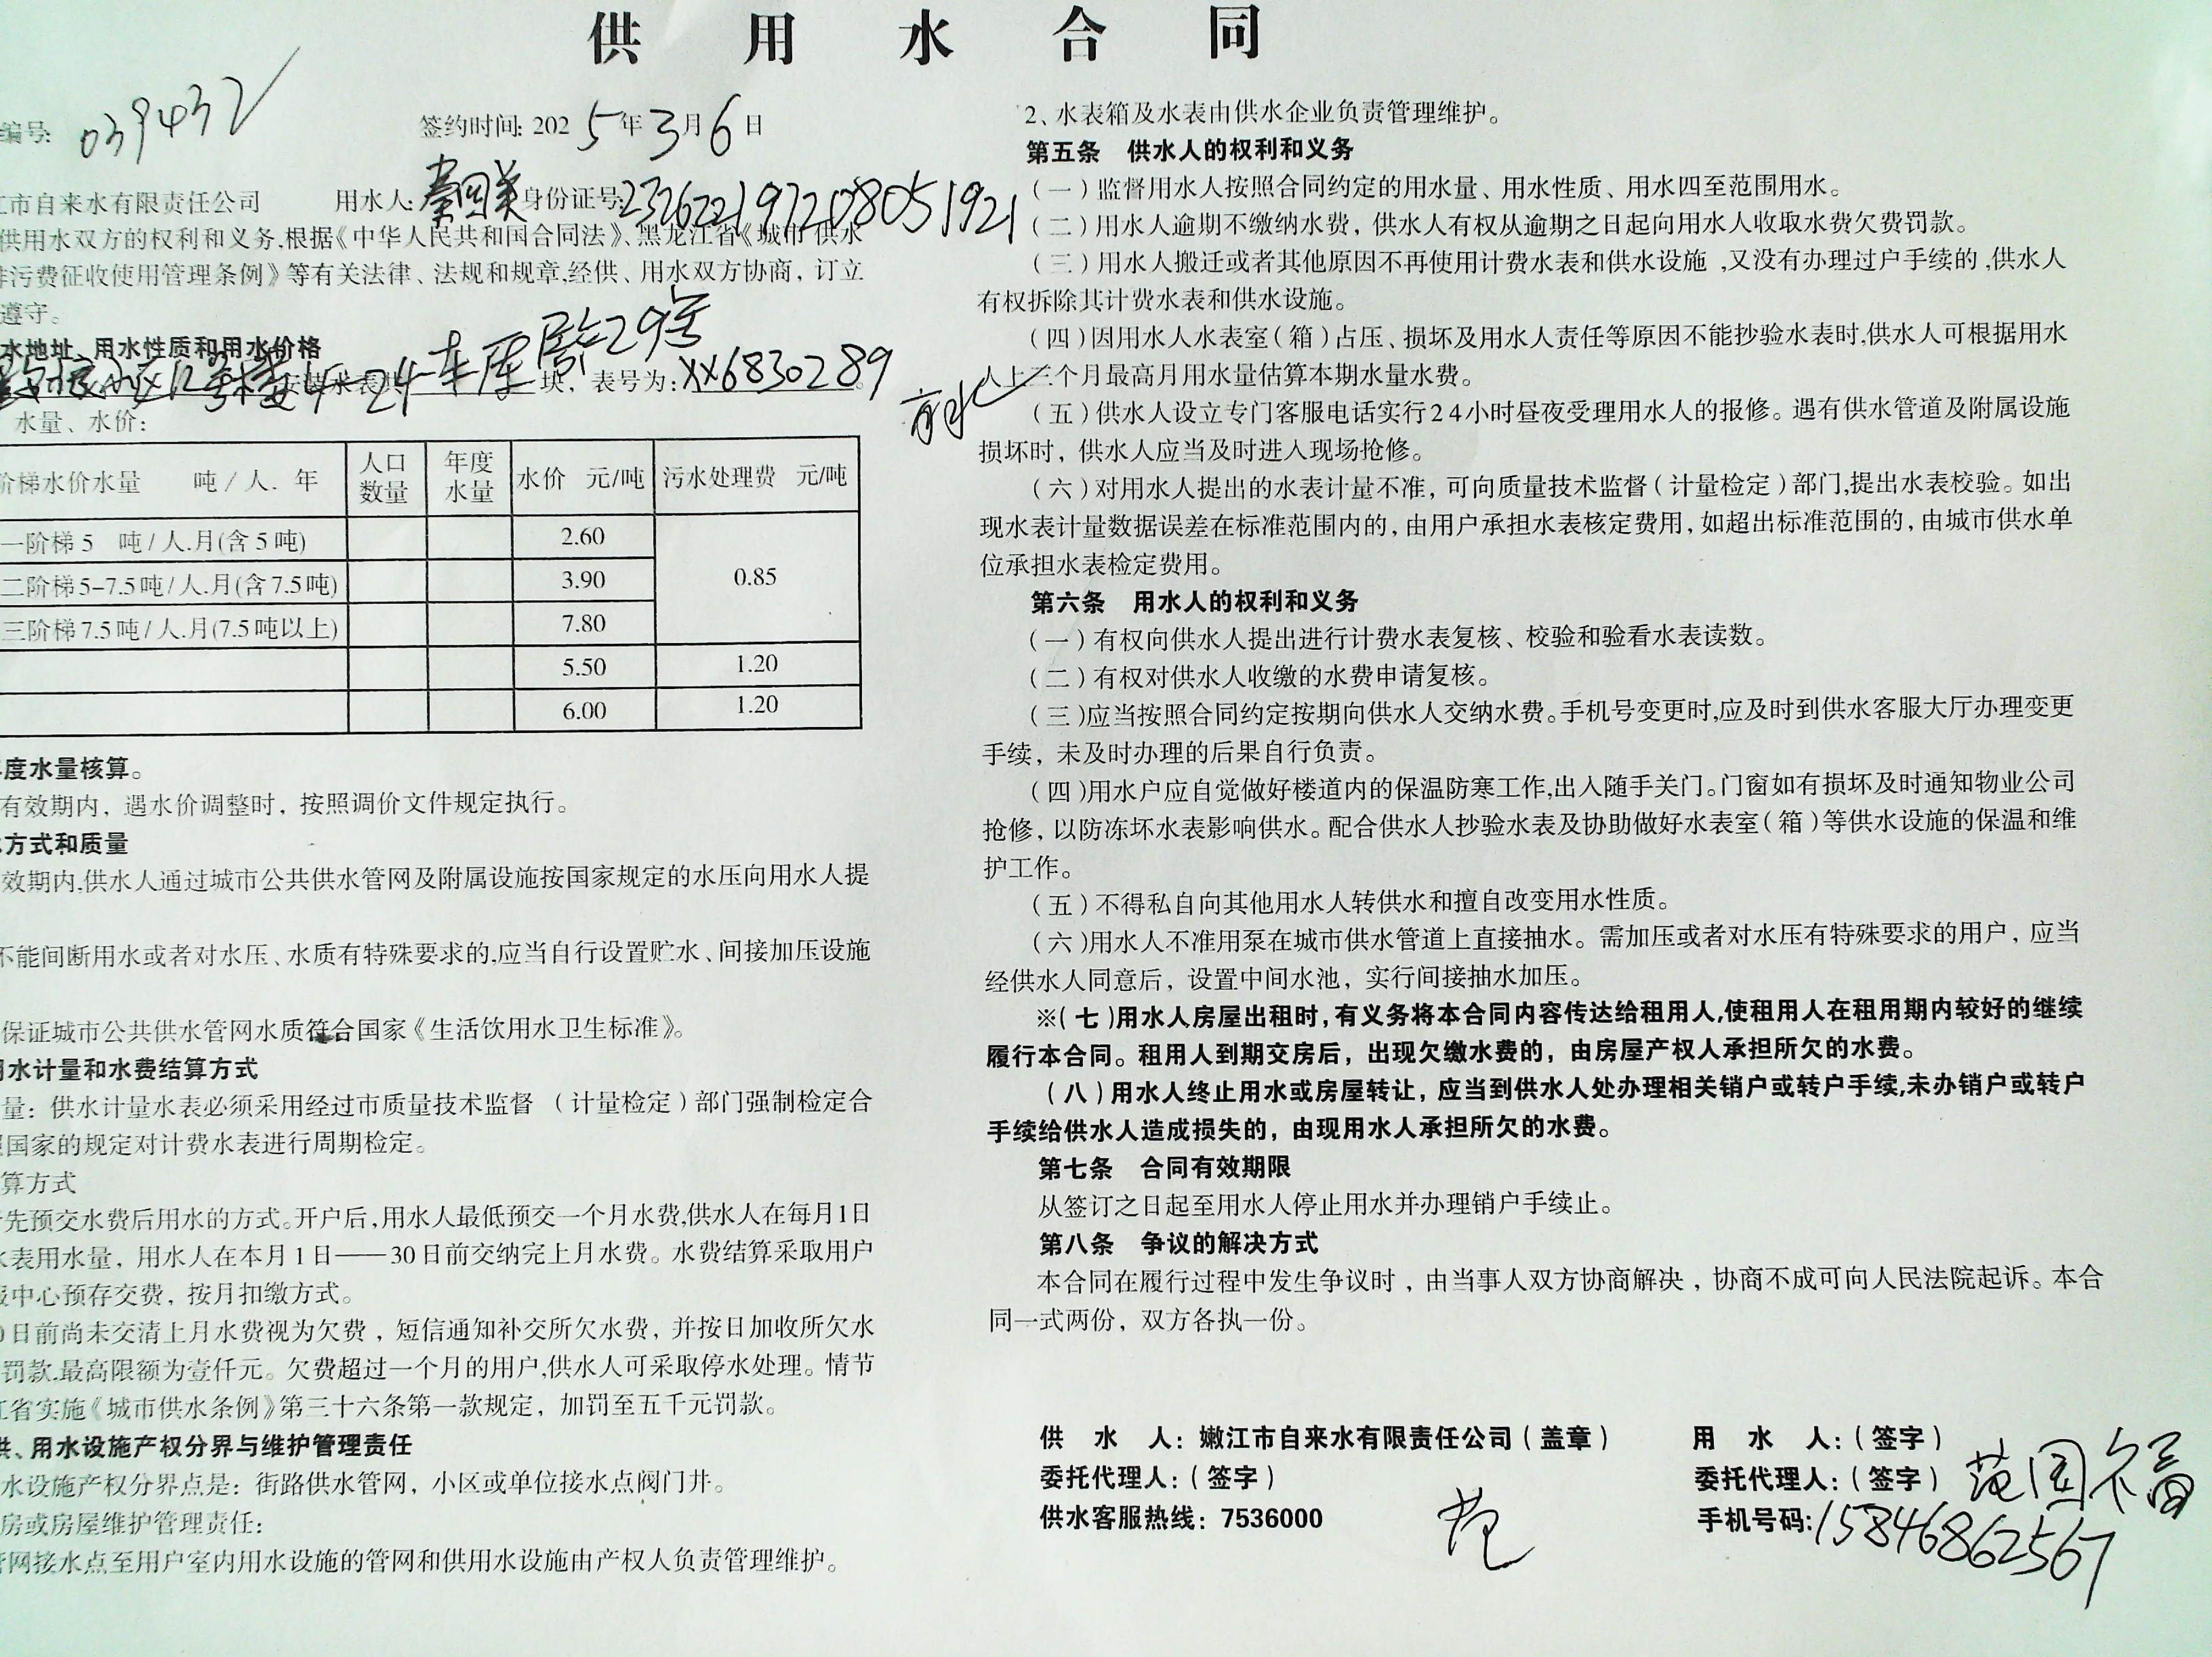 供用水合同
编号: 039432
签约时间: 2025年3月6日
江市自来水有限责任公司 用水人: 秦国美 身份证号: 232622197208051921
供用水双方的权利和义务,根据《中华人民共和国合同法》、黑龙江省《城市供水
排污费征收使用管理条例》等有关法律、法规和规章,经供、用水双方协商，订立
遵守。
水地址、用水性质和用水价格
小区12号楼4-24车库 29号
安装水表 块，表号为: XX6830289。
水量、水价:
阶梯水价水量 吨/人.年 人口数量 年度水量 水价 元/吨 污水处理费 元/吨
一阶梯5 吨/人.月(含5吨) 2.60 0.85
二阶梯5-7.5吨/人.月(含7.5吨) 3.90
三阶梯7.5吨/人.月(7.5吨以上) 7.80
5.50 1.20
6.00 1.20
年度水量核算。
有效期内，遇水价调整时，按照调价文件规定执行。
水方式和质量
效期内,供水人通过城市公共供水管网及附属设施按国家规定的水压向用水人提
不能间断用水或者对水压、水质有特殊要求的,应当自行设置贮水、间接加压设施
保证城市公共供水管网水质符合国家《生活饮用水卫生标准》。
用水计量和水费结算方式
量：供水计量水表必须采用经过市质量技术监督 （计量检定）部门强制检定合
国家的规定对计费水表进行周期检定。
算方式
先预交水费后用水的方式。开户后,用水人最低预交一个月水费,供水人在每月1日
水表用水量，用水人在本月1日——30日前交纳完上月水费。水费结算采取用户
服中心预存交费，按月扣缴方式。
0日前尚未交清上月水费视为欠费，短信通知补交所欠水费，并按日加收所欠水
罚款.最高限额为壹仟元。欠费超过一个月的用户,供水人可采取停水处理。情节
江省实施《城市供水条例》第三十六条第一款规定，加罚至五千元罚款。
供、用水设施产权分界与维护管理责任
水设施产权分界点是：街路供水管网，小区或单位接水点阀门井。
房或房屋维护管理责任:
管网接水点至用户室内用水设施的管网和供用水设施由产权人负责管理维护。
2、水表箱及水表由供水企业负责管理维护。
第五条 供水人的权利和义务
（一）监督用水人按照合同约定的用水量、用水性质、用水四至范围用水。
（二）用水人逾期不缴纳水费，供水人有权从逾期之日起向用水人收取水费欠费罚款。
（三）用水人搬迁或者其他原因不再使用计费水表和供水设施,又没有办理过户手续的,供水人
有权拆除其计费水表和供水设施。
（四）因用水人水表室（箱）占压、损坏及用水人责任等原因不能抄验水表时,供水人可根据用水
人上三个月最高月用水量估算本期水量水费。
（五）供水人设立专门客服电话实行24小时昼夜受理用水人的报修。遇有供水管道及附属设施
损坏时，供水人应当及时进入现场抢修。
（六）对用水人提出的水表计量不准，可向质量技术监督（计量检定）部门,提出水表校验。如出
现水表计量数据误差在标准范围内的，由用户承担水表核定费用，如超出标准范围的，由城市供水单
位承担水表检定费用。
第六条 用水人的权利和义务
（一）有权向供水人提出进行计费水表复核、校验和验看水表读数。
（二）有权对供水人收缴的水费申请复核。
（三）应当按照合同约定按期向供水人交纳水费。手机号变更时,应及时到供水客服大厅办理变更
手续，未及时办理的后果自行负责。
（四）用水户应自觉做好楼道内的保温防寒工作,出入随手关门。门窗如有损坏及时通知物业公司
抢修，以防冻坏水表影响供水。配合供水人抄验水表及协助做好水表室（箱）等供水设施的保温和维
护工作。
（五）不得私自向其他用水人转供水和擅自改变用水性质。
（六）用水人不准用泵在城市供水管道上直接抽水。需加压或者对水压有特殊要求的用户，应当
经供水人同意后，设置中间水池，实行间接抽水加压。
※（七）用水人房屋出租时,有义务将本合同内容传达给租用人,使租用人在租用期内较好的继续
履行本合同。租用人到期交房后，出现欠缴水费的，由房屋产权人承担所欠的水费。
（八）用水人终止用水或房屋转让，应当到供水人处办理相关销户或转户手续,未办销户或转户
手续给供水人造成损失的，由现用水人承担所欠的水费。
第七条 合同有效期限
从签订之日起至用水人停止用水并办理销户手续止。
第八条 争议的解决方式
本合同在履行过程中发生争议时，由当事人双方协商解决，协商不成可向人民法院起诉。本合
同一式两份，双方各执一份。
供水人：嫩江市自来水有限责任公司（盖章） 用水人：（签字）
委托代理人：（签字） 委托代理人：（签字） 范国福
供水客服热线：7536000 范 手机号码: 15846862567